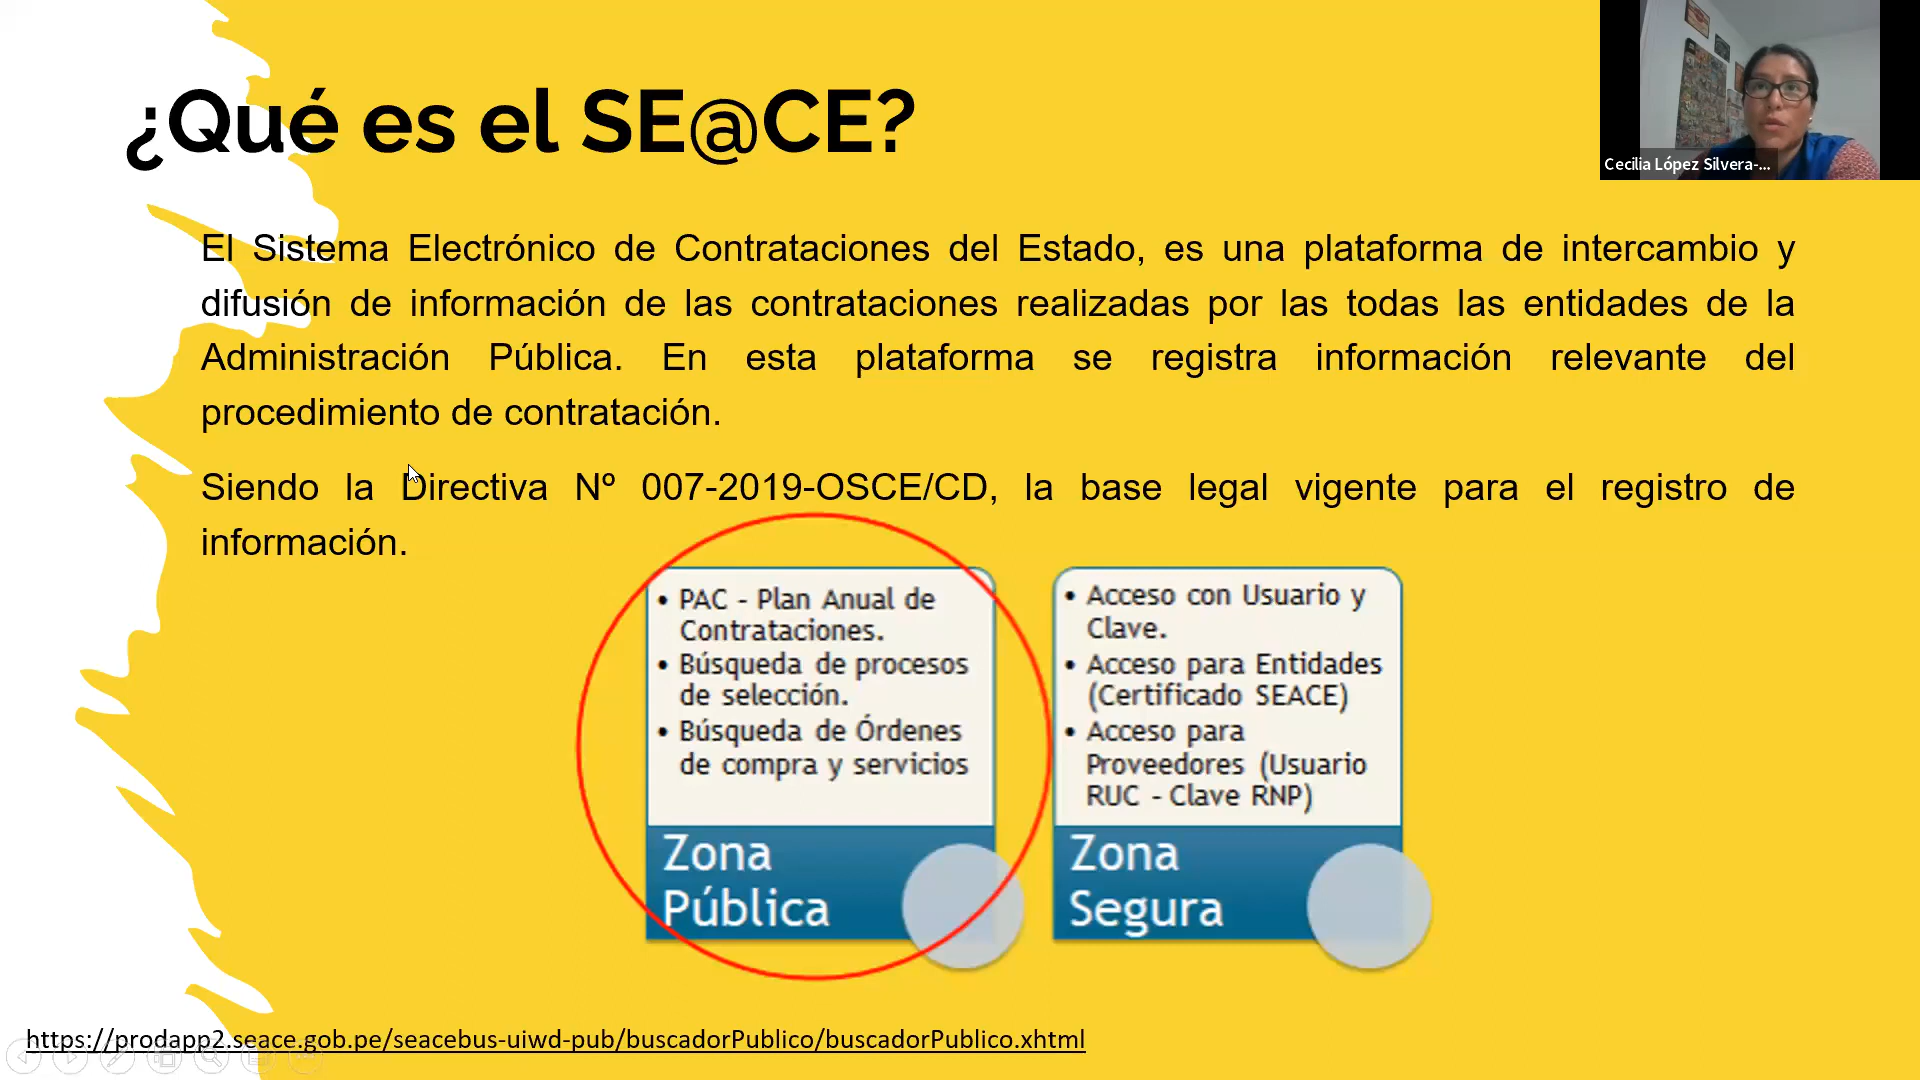 ¿Qué es el SE@CE?
Cecilia López Silvera-...
El Sistema Electrónico de Contrataciones del Estado, es una plataforma de intercambio y
difusión de información de las contrataciones realizadas por las todas las entidades de la
Administración Pública. En esta plataforma se registra información relevante del
procedimiento de contratación.
Siendo la Directiva Nº 007-2019-OSCE/CD, la base legal vigente para el registro de
información.
• PAC - Plan Anual de
Contrataciones.
• Búsqueda de procesos
de selección.
• Búsqueda de Órdenes
de compra y servicios
Zona
Pública
• Acceso con Usuario y
Clave.
• Acceso para Entidades
(Certificado SEACE)
• Acceso para
Proveedores (Usuario
RUC - Clave RNP)
Zona
Segura
https://prodapp2.seace.gob.pe/seacebus-uiwd-pub/buscadorPublico/buscadorPublico.xhtml